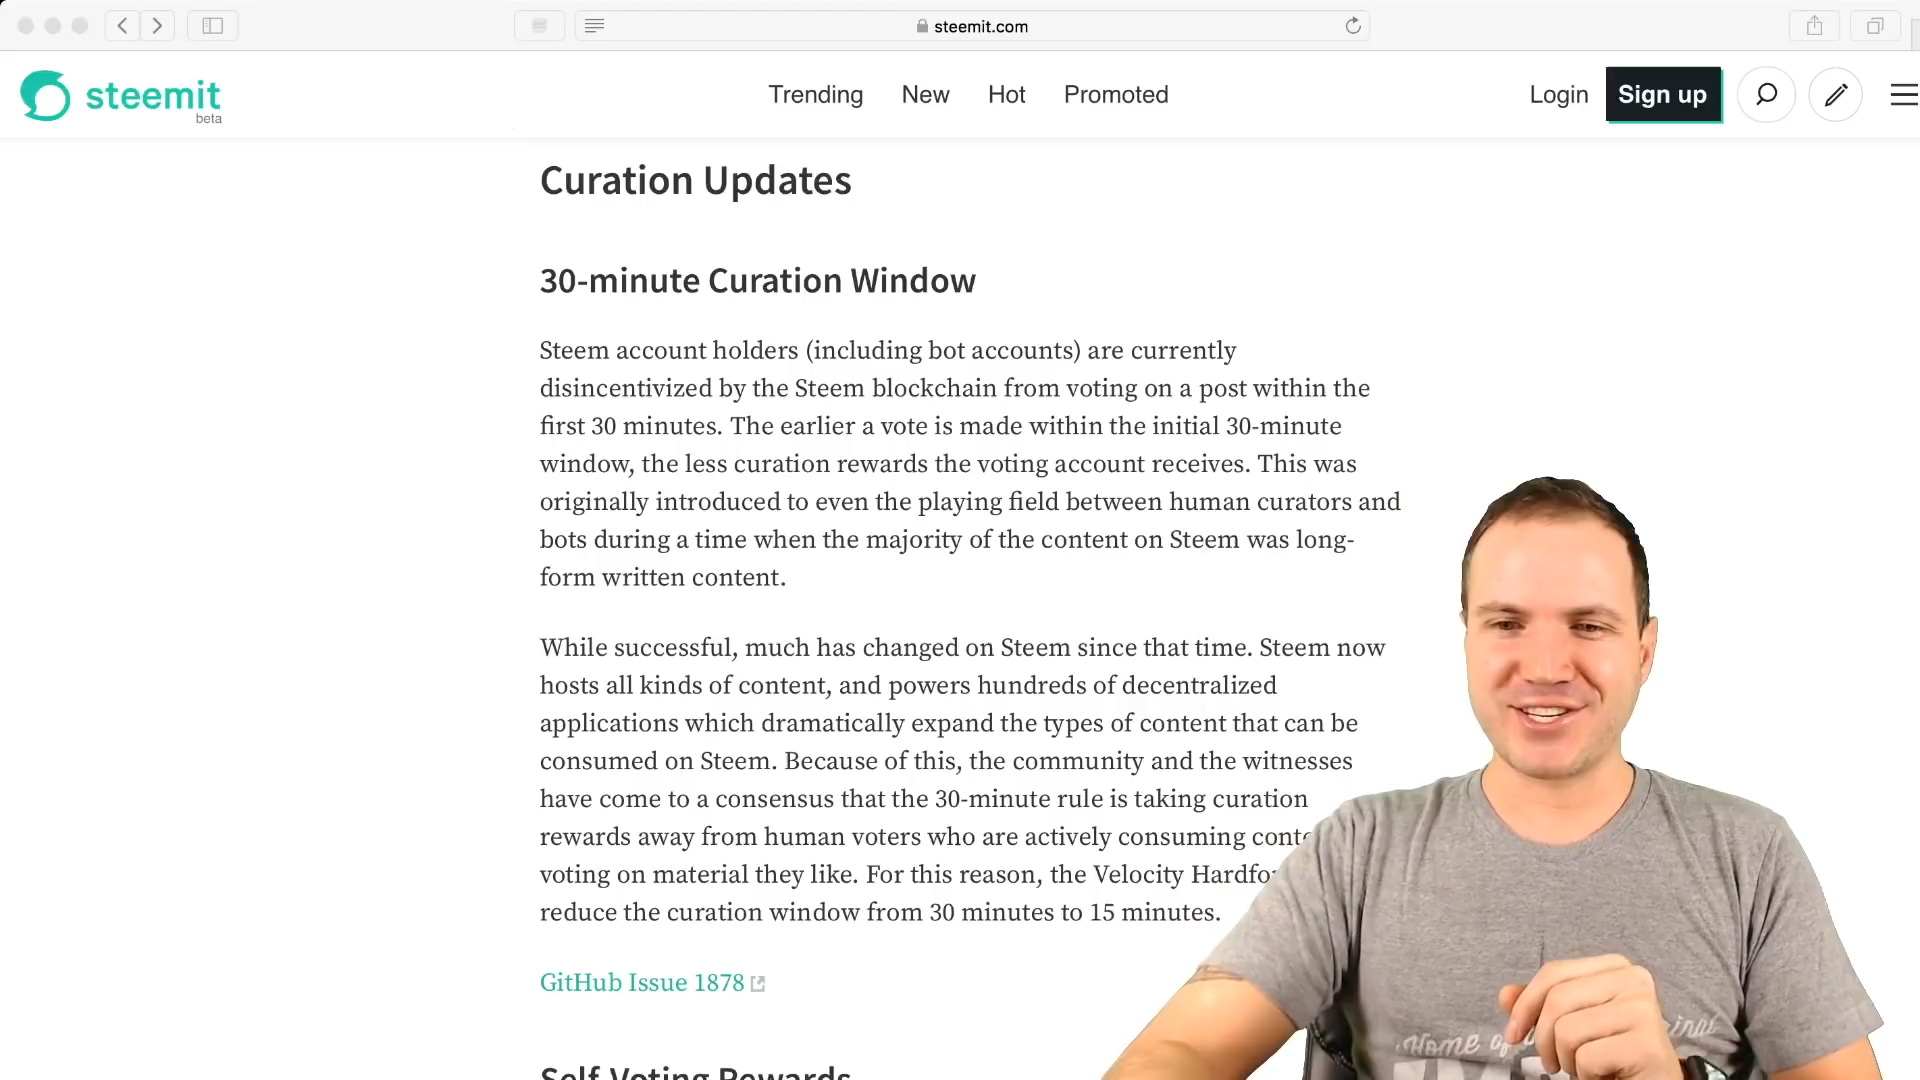 steemit.com
steemit
beta
Trending New Hot Promoted
Login Sign up
Curation Updates
30-minute Curation Window
Steem account holders (including bot accounts) are currently
disincentivized by the Steem blockchain from voting on a post within the
first 30 minutes. The earlier a vote is made within the initial 30-minute
window, the less curation rewards the voting account receives. This was
originally introduced to even the playing field between human curators and
bots during a time when the majority of the content on Steem was long-
form written content.
While successful, much has changed on Steem since that time. Steem now
hosts all kinds of content, and powers hundreds of decentralized
applications which dramatically expand the types of content that can be
consumed on Steem. Because of this, the community and the witnesses
have come to a consensus that the 30-minute rule is taking curation
rewards away from human voters who are actively consuming
voting on material they like. For this reason, the Velocity
reduce the curation window from 30 minutes to 15 minutes.
GitHub Issue 1878
Self-Voting Rewards
Home of